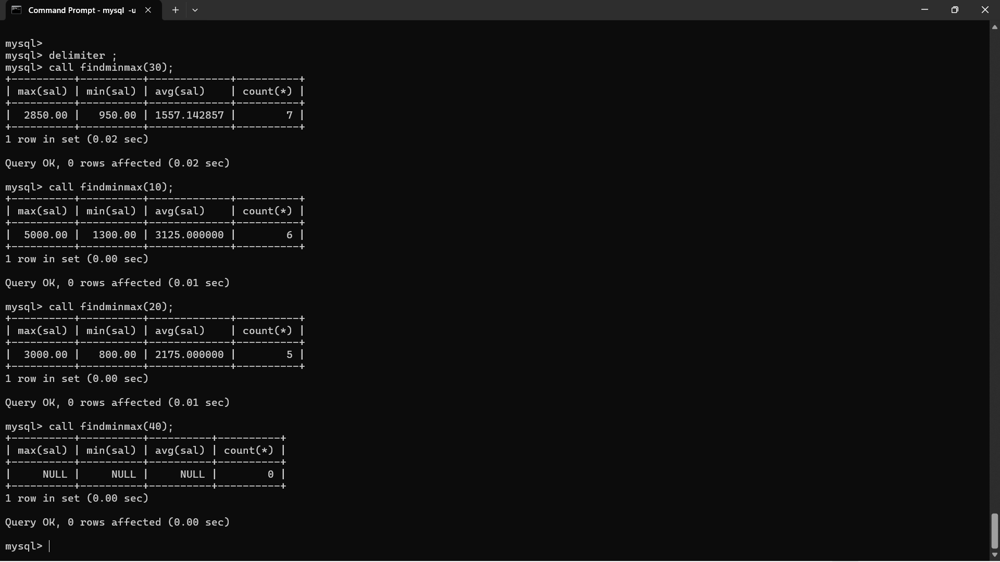 Command Prompt - mysql  -u
mysql>
mysql> delimiter ;
mysql> call findminmax(30);
+----------+----------+-------------+----------+
| max(sal) | min(sal) | avg(sal)    | count(*) |
+----------+----------+-------------+----------+
|  2850.00 |   950.00 | 1557.142857 |        7 |
+----------+----------+-------------+----------+
1 row in set (0.02 sec)
Query OK, 0 rows affected (0.02 sec)
mysql> call findminmax(10);
+----------+----------+-------------+----------+
| max(sal) | min(sal) | avg(sal)    | count(*) |
+----------+----------+-------------+----------+
|  5000.00 |  1300.00 | 3125.000000 |        6 |
+----------+----------+-------------+----------+
1 row in set (0.00 sec)
Query OK, 0 rows affected (0.01 sec)
mysql> call findminmax(20);
+----------+----------+-------------+----------+
| max(sal) | min(sal) | avg(sal)    | count(*) |
+----------+----------+-------------+----------+
|  3000.00 |   800.00 | 2175.000000 |        5 |
+----------+----------+-------------+----------+
1 row in set (0.00 sec)
Query OK, 0 rows affected (0.01 sec)
mysql> call findminmax(40);
+----------+----------+----------+----------+
| max(sal) | min(sal) | avg(sal) | count(*) |
+----------+----------+----------+----------+
|     NULL |     NULL |     NULL |        0 |
+----------+----------+----------+----------+
1 row in set (0.00 sec)
Query OK, 0 rows affected (0.00 sec)
mysql>